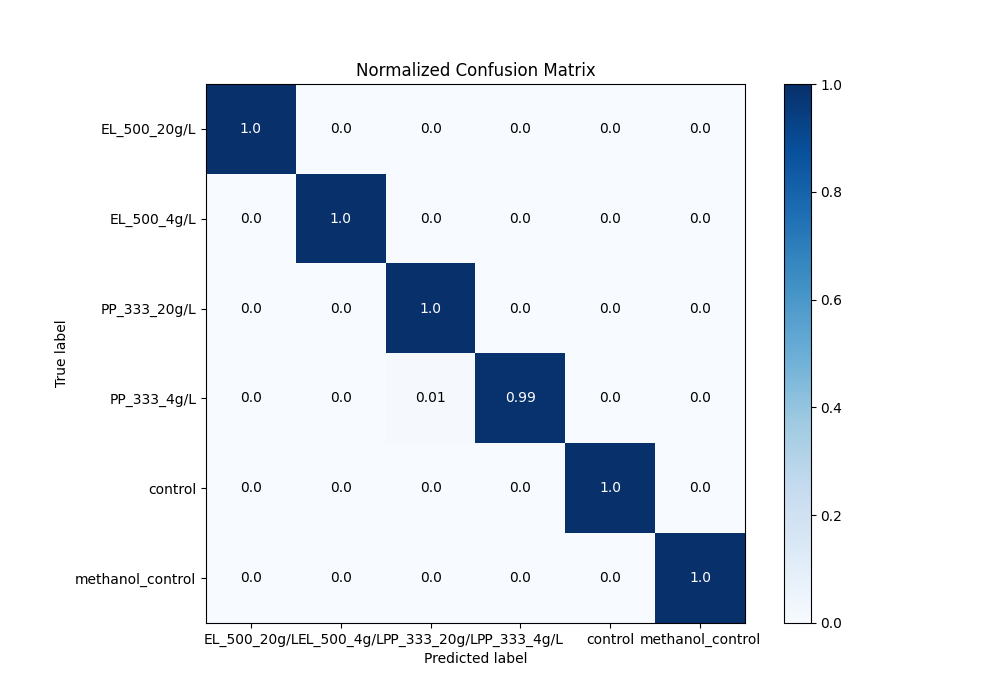 Normalized Confusion Matrix
EL_500_20g/L 1.0 0.0 0.0 0.0 0.0 0.0 1.0
EL_500_4g/L 0.0 1.0 0.0 0.0 0.0 0.0 0.8
PP_333_20g/L 0.0 0.0 1.0 0.0 0.0 0.0 0.6
True label
PP_333_4g/L 0.0 0.0 0.01 0.99 0.0 0.0 0.4
control 0.0 0.0 0.0 0.0 1.0 0.0 0.2
methanol_control 0.0 0.0 0.0 0.0 0.0 1.0 0.0
EL_500_20g/L EL_500_4g/L PP_333_20g/L PP_333_4g/L control methanol_control
Predicted label